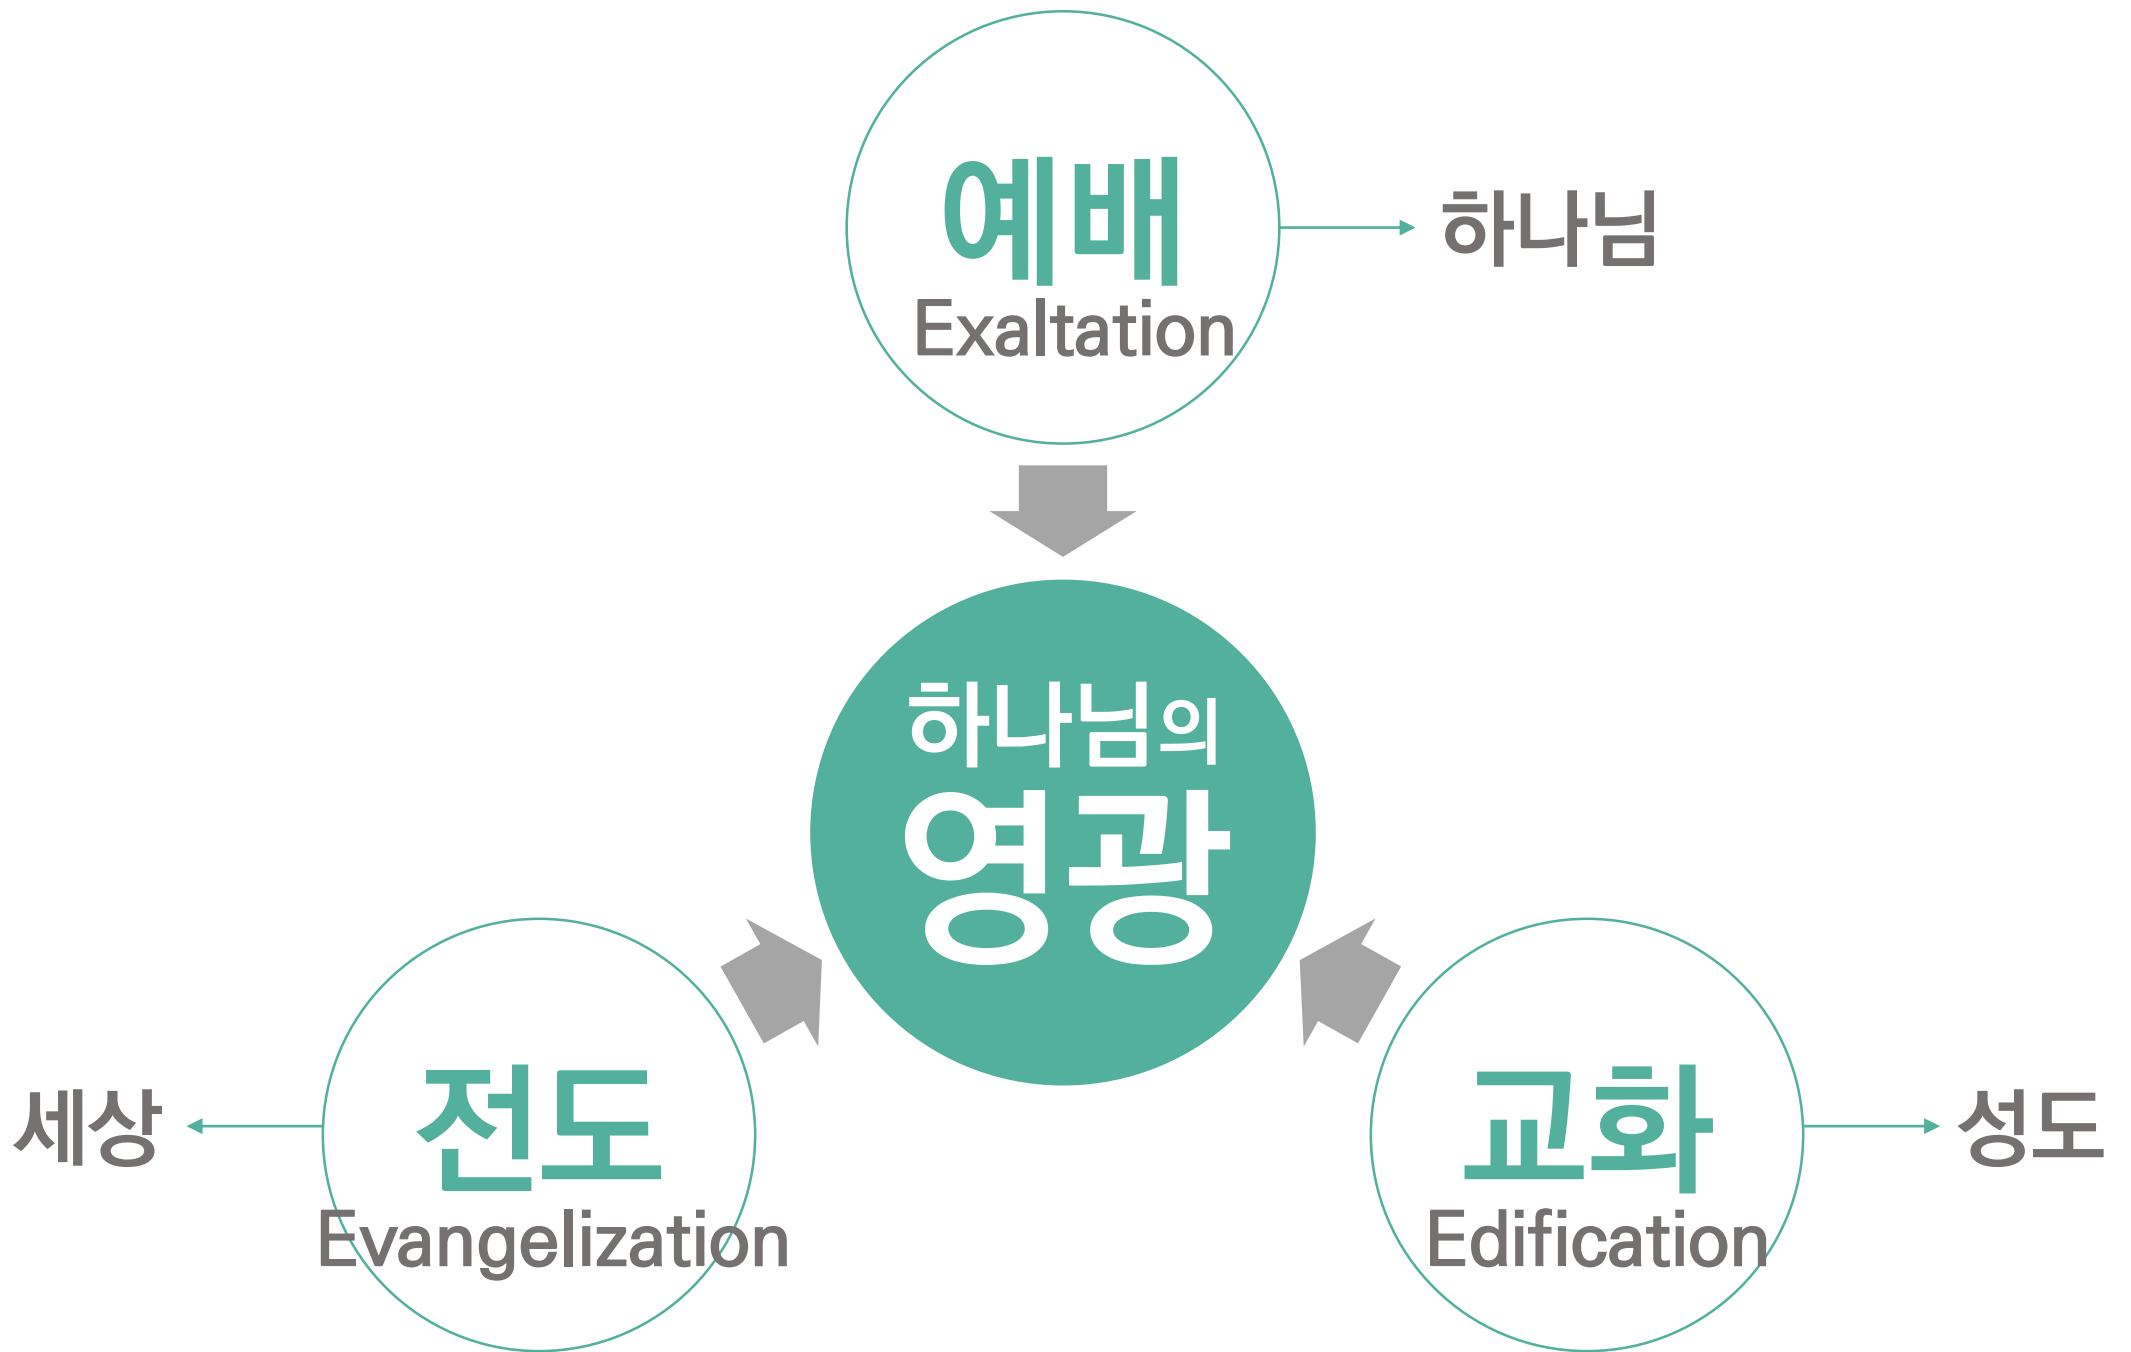 예배
Exaltation
하나님
하나님의
영광
세상
전도
Evangelization
교화
Edification
성도